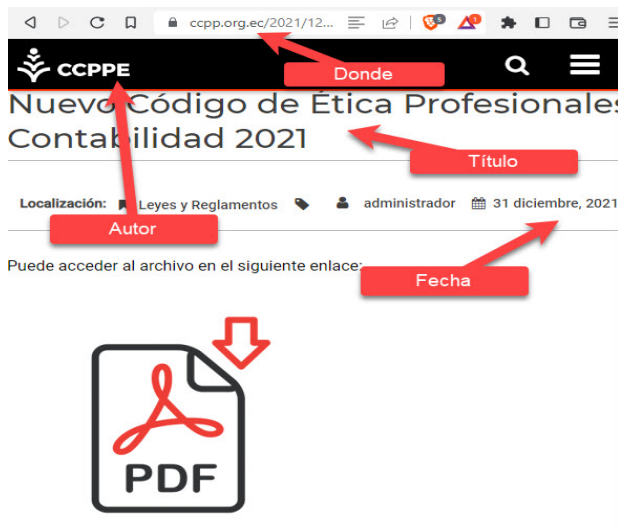 ccpp.org.ec/2021/12...
Donde
CCPPE
Nuevo Código de Ética Profesionales
Contabilidad 2021
Título
Localización: Leyes y Reglamentos administrador 31 diciembre, 2021
Autor
Puede acceder al archivo en el siguiente enlace:
Fecha
PDF